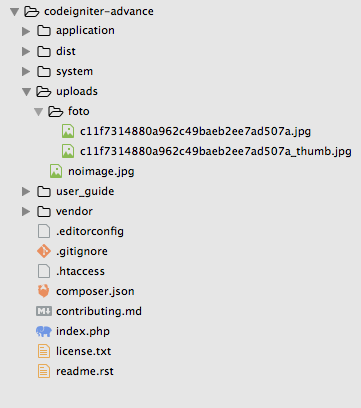 codeigniter-advance
application
dist
system
uploads
foto
c11f7314880a962c49baeb2ee7ad507a.jpg
c11f7314880a962c49baeb2ee7ad507a_thumb.jpg
noimage.jpg
user_guide
vendor
.editorconfig
.gitignore
.htaccess
composer.json
contributing.md
index.php
license.txt
readme.rst